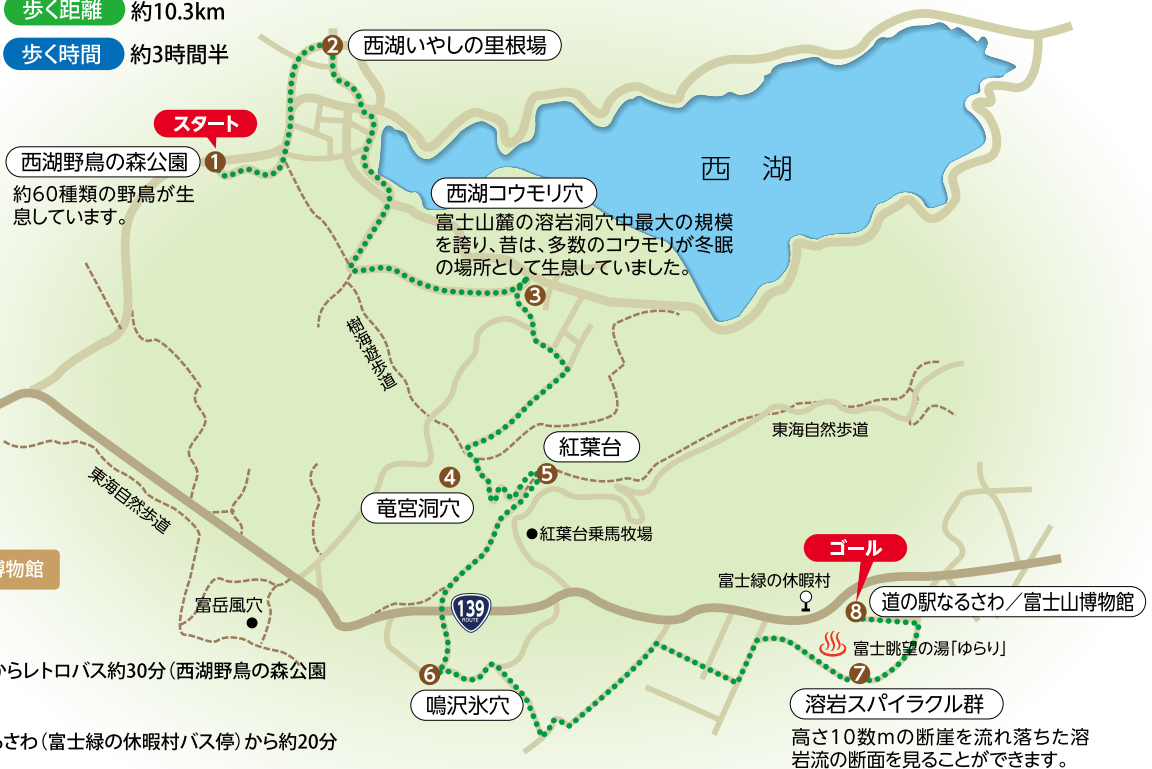 歩く距離 約10.3km
歩く時間 約3時間半
2 西湖いやしの里根場
スタート
西湖野鳥の森公園 1
約60種類の野鳥が生
息しています。
西 湖
西湖コウモリ穴
富士山麓の溶岩洞穴中最大の規模
を誇り、昔は、多数のコウモリが冬眠
の場所として生息していました。
3
樹海遊歩道
東海自然歩道
紅葉台
5
4
竜宮洞穴
東海自然歩道
紅葉台乗馬牧場
ゴール
博物館
富士緑の休暇村
富岳風穴
139
ROUTE
8 道の駅なるさわ／富士山博物館
富士眺望の湯「ゆらり」
からレトロバス約30分（西湖野鳥の森公園
6
7
鳴沢氷穴
溶岩スパイラクル群
るさわ（富士緑の休暇村バス停）から約20分
高さ10数mの断崖を流れ落ちた溶
岩流の断面を見ることができます。